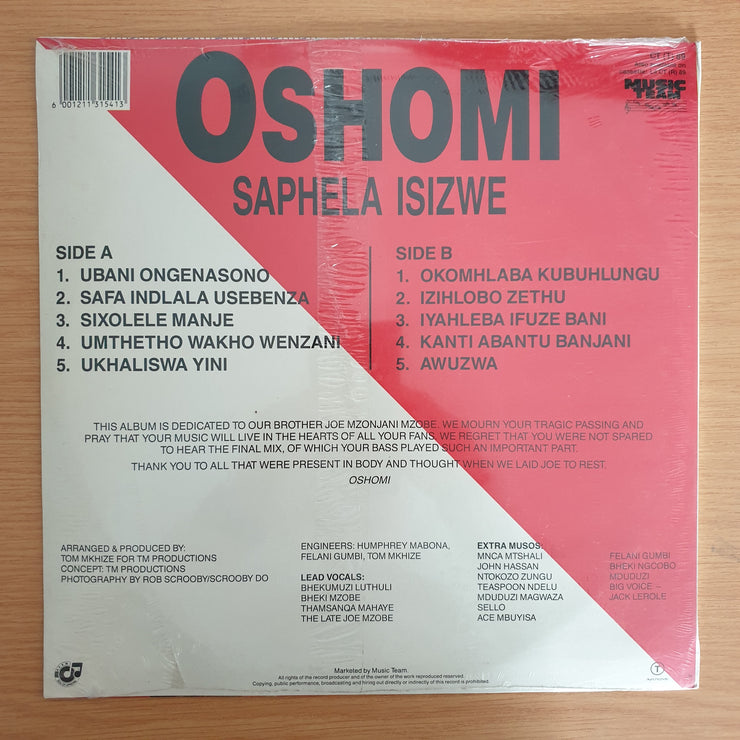 6 001211 315413
OSHOMI
SAPHELA ISIZWE
MUSIC
TEAM
SIDE A
1. UBANI ONGENASONO
2. SAFA INDLALA USEBENZA
3. SIXOLELE MANJE
4. UMTHETHO WAKHO WENZANI
5. UKHALISWA YINI
SIDE B
1. OKOMHLABA KUBUHLUNGU
2. IZIHLOBO ZETHU
3. IYAHLEBA IFUZE BANI
4. KANTI ABANTU BANJANI
5. AWUZWA
THIS ALBUM IS DEDICATED TO OUR BROTHER JOE MZONJANI MZOBE. WE MOURN YOUR TRAGIC PASSING AND
PRAY THAT YOUR MUSIC WILL LIVE IN THE HEARTS OF ALL YOUR FANS. WE REGRET THAT YOU WERE NOT SPARED
TO HEAR THE FINAL MIX, OF WHICH YOUR BASS PLAYED SUCH AN IMPORTANT PART.
THANK YOU TO ALL THAT WERE PRESENT IN BODY AND THOUGHT WHEN WE LAID JOE TO REST.
OSHOMI
ARRANGED & PRODUCED BY:
TOM MKHIZE FOR TM PRODUCTIONS
CONCEPT: TM PRODUCTIONS
PHOTOGRAPHY BY ROB SCROOBY/SCROOBY DO
ENGINEERS: HUMPHREY MABONA,
FELANI GUMBI, TOM MKHIZE
LEAD VOCALS:
BHEKUMUZI LUTHULI
BHEKI MZOBE
THAMSANQA MAHAYE
THE LATE JOE MZOBE
EXTRA MUSOS:
MNCA MTSHALI
JOHN HASSAN
NTOKOZO ZUNGU
TEASPOON NDELU
MDUDUZI MAGWAZA
SELLO
ACE MBUYISA
FELANI GUMBI
BHEKI NGCOBO
MDUDUZI
BIG VOICE –
JACK LEROLE
Marketed by Music Team.
All rights of the record producer and of the owner of the work reproduced reserved.
Copying, public performance, broadcasting and hiring out directly or indirectly of this record is prohibited.
T